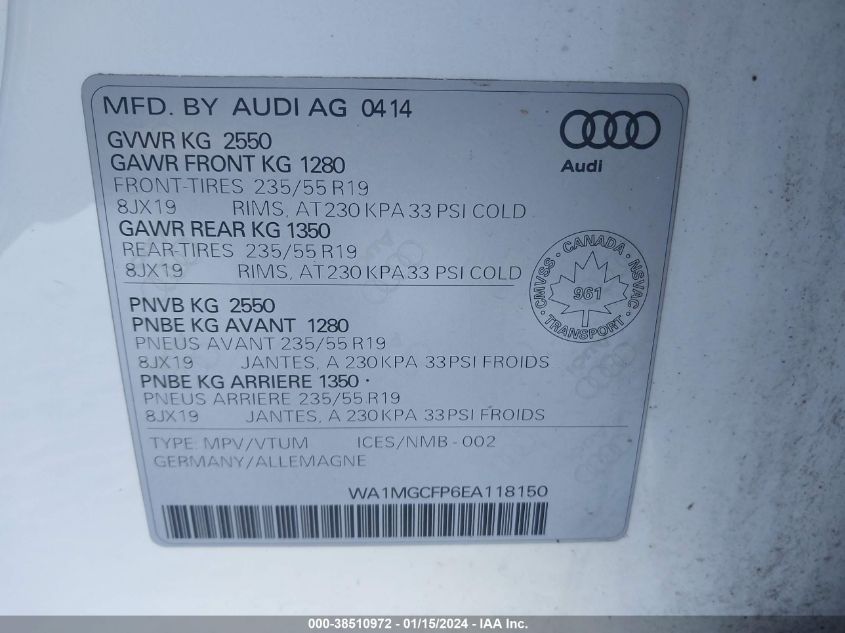 MFD. BY AUDI AG 0414
Audi
GVWR KG 2550
GAWR FRONT KG 1280
FRONT-TIRES 235/55 R19
8JX19 RIMS, AT 230 KPA 33 PSI COLD
GAWR REAR KG 1350
REAR-TIRES 235/55 R19
8JX19 RIMS, AT 230 KPA 33 PSI COLD
CANADA
CMVSS NSVAC
961
TRANSPORT
PNVB KG 2550
PNBE KG AVANT 1280
PNEUS AVANT 235/55 R19
8JX19 JANTES, A 230 KPA 33 PSI FROIDS
PNBE KG ARRIERE 1350
PNEUS ARRIERE 235/55 R19
8JX19 JANTES, A 230 KPA 33 PSI FROIDS
TYPE: MPV/VTUM ICES/NMB - 002
GERMANY/ALLEMAGNE
WA1MGCFP6EA118150
000-38510972 - 01/15/2024 - IAA Inc.